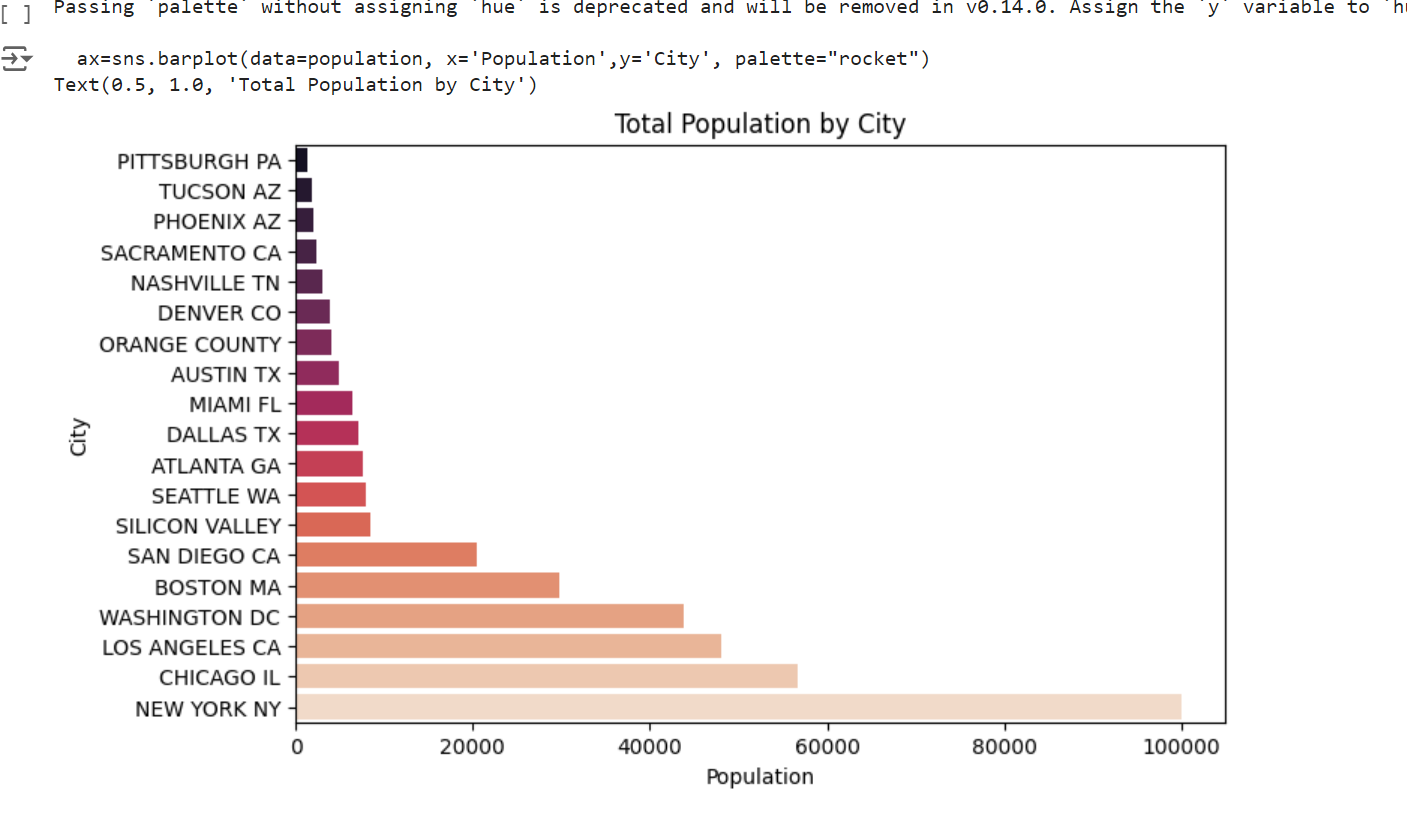 [ ] Passing `palette` without assigning `hue` is deprecated and will be removed in v0.14.0. Assign the `y` variable to
ax=sns.barplot(data=population, x='Population',y='City', palette="rocket")
Text(0.5, 1.0, 'Total Population by City')
Total Population by City
PITTSBURGH PA
TUCSON AZ
PHOENIX AZ
SACRAMENTO CA
NASHVILLE TN
DENVER CO
ORANGE COUNTY
AUSTIN TX
MIAMI FL
DALLAS TX
ATLANTA GA
SEATTLE WA
SILICON VALLEY
SAN DIEGO CA
BOSTON MA
WASHINGTON DC
LOS ANGELES CA
CHICAGO IL
NEW YORK NY
City
0 20000 40000 60000 80000 100000
Population